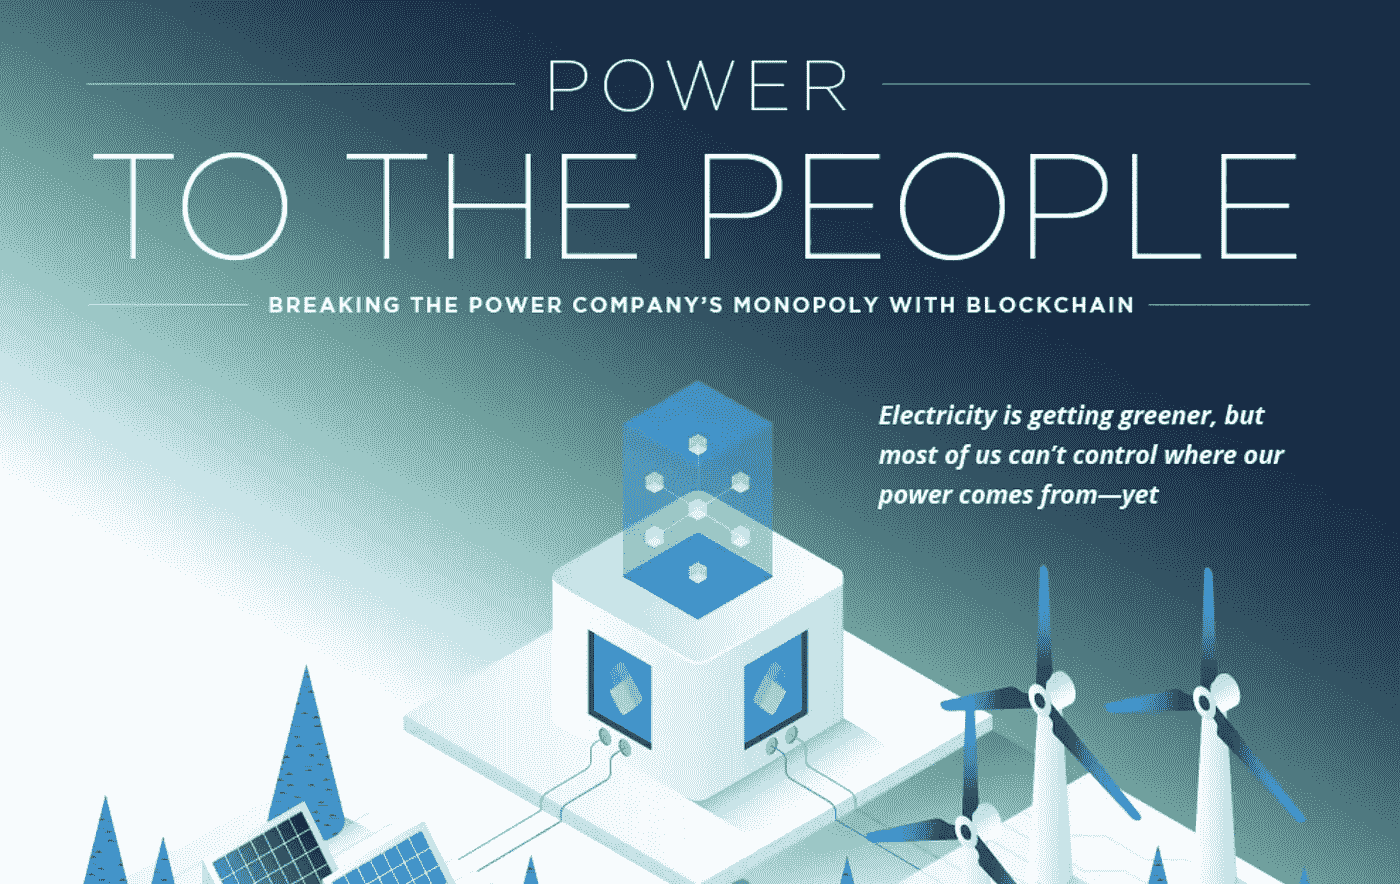 POWER
TO THE PEOPLE
BREAKING THE POWER COMPANY’S MONOPOLY WITH BLOCKCHAIN
Electricity is getting greener, but
most of us can’t control where our
power comes from—yet